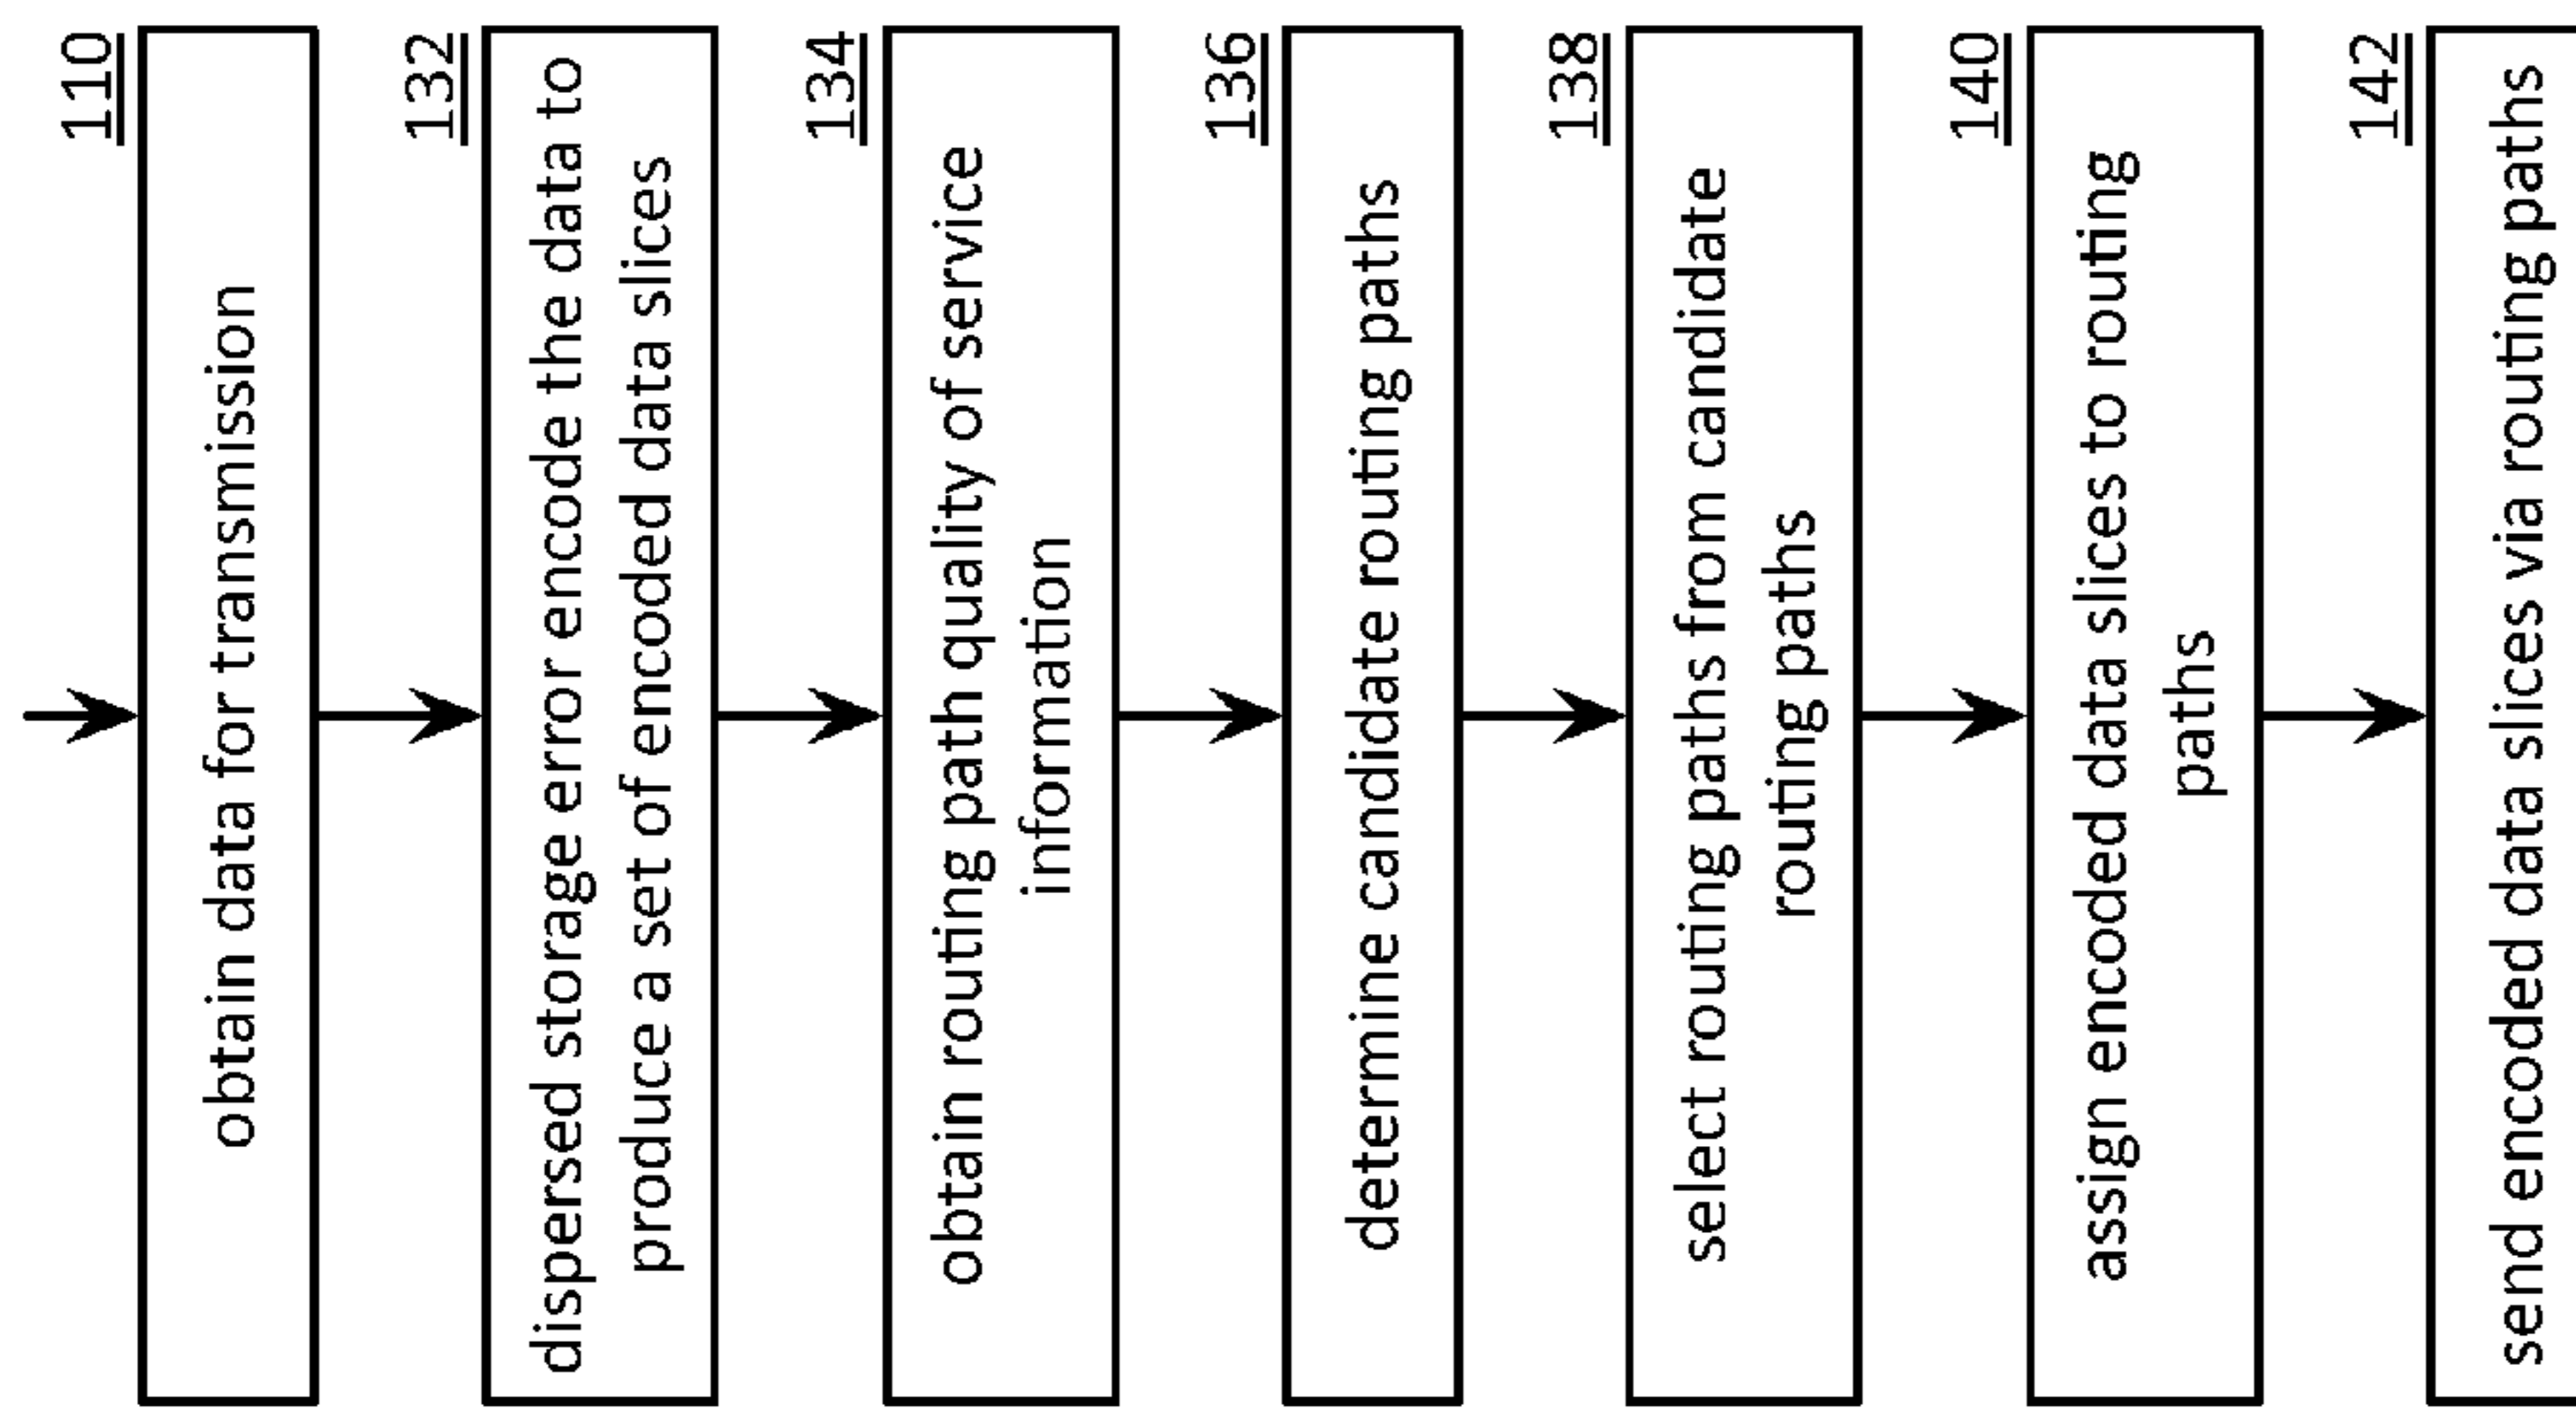 110
obtain data for transmission
132
dispersed storage error encode the data to
produce a set of encoded data slices
134
obtain routing path quality of service
information
136
determine candidate routing paths
138
select routing paths from candidate
routing paths
140
assign encoded data slices to routing
paths
142
send encoded data slices via routing paths